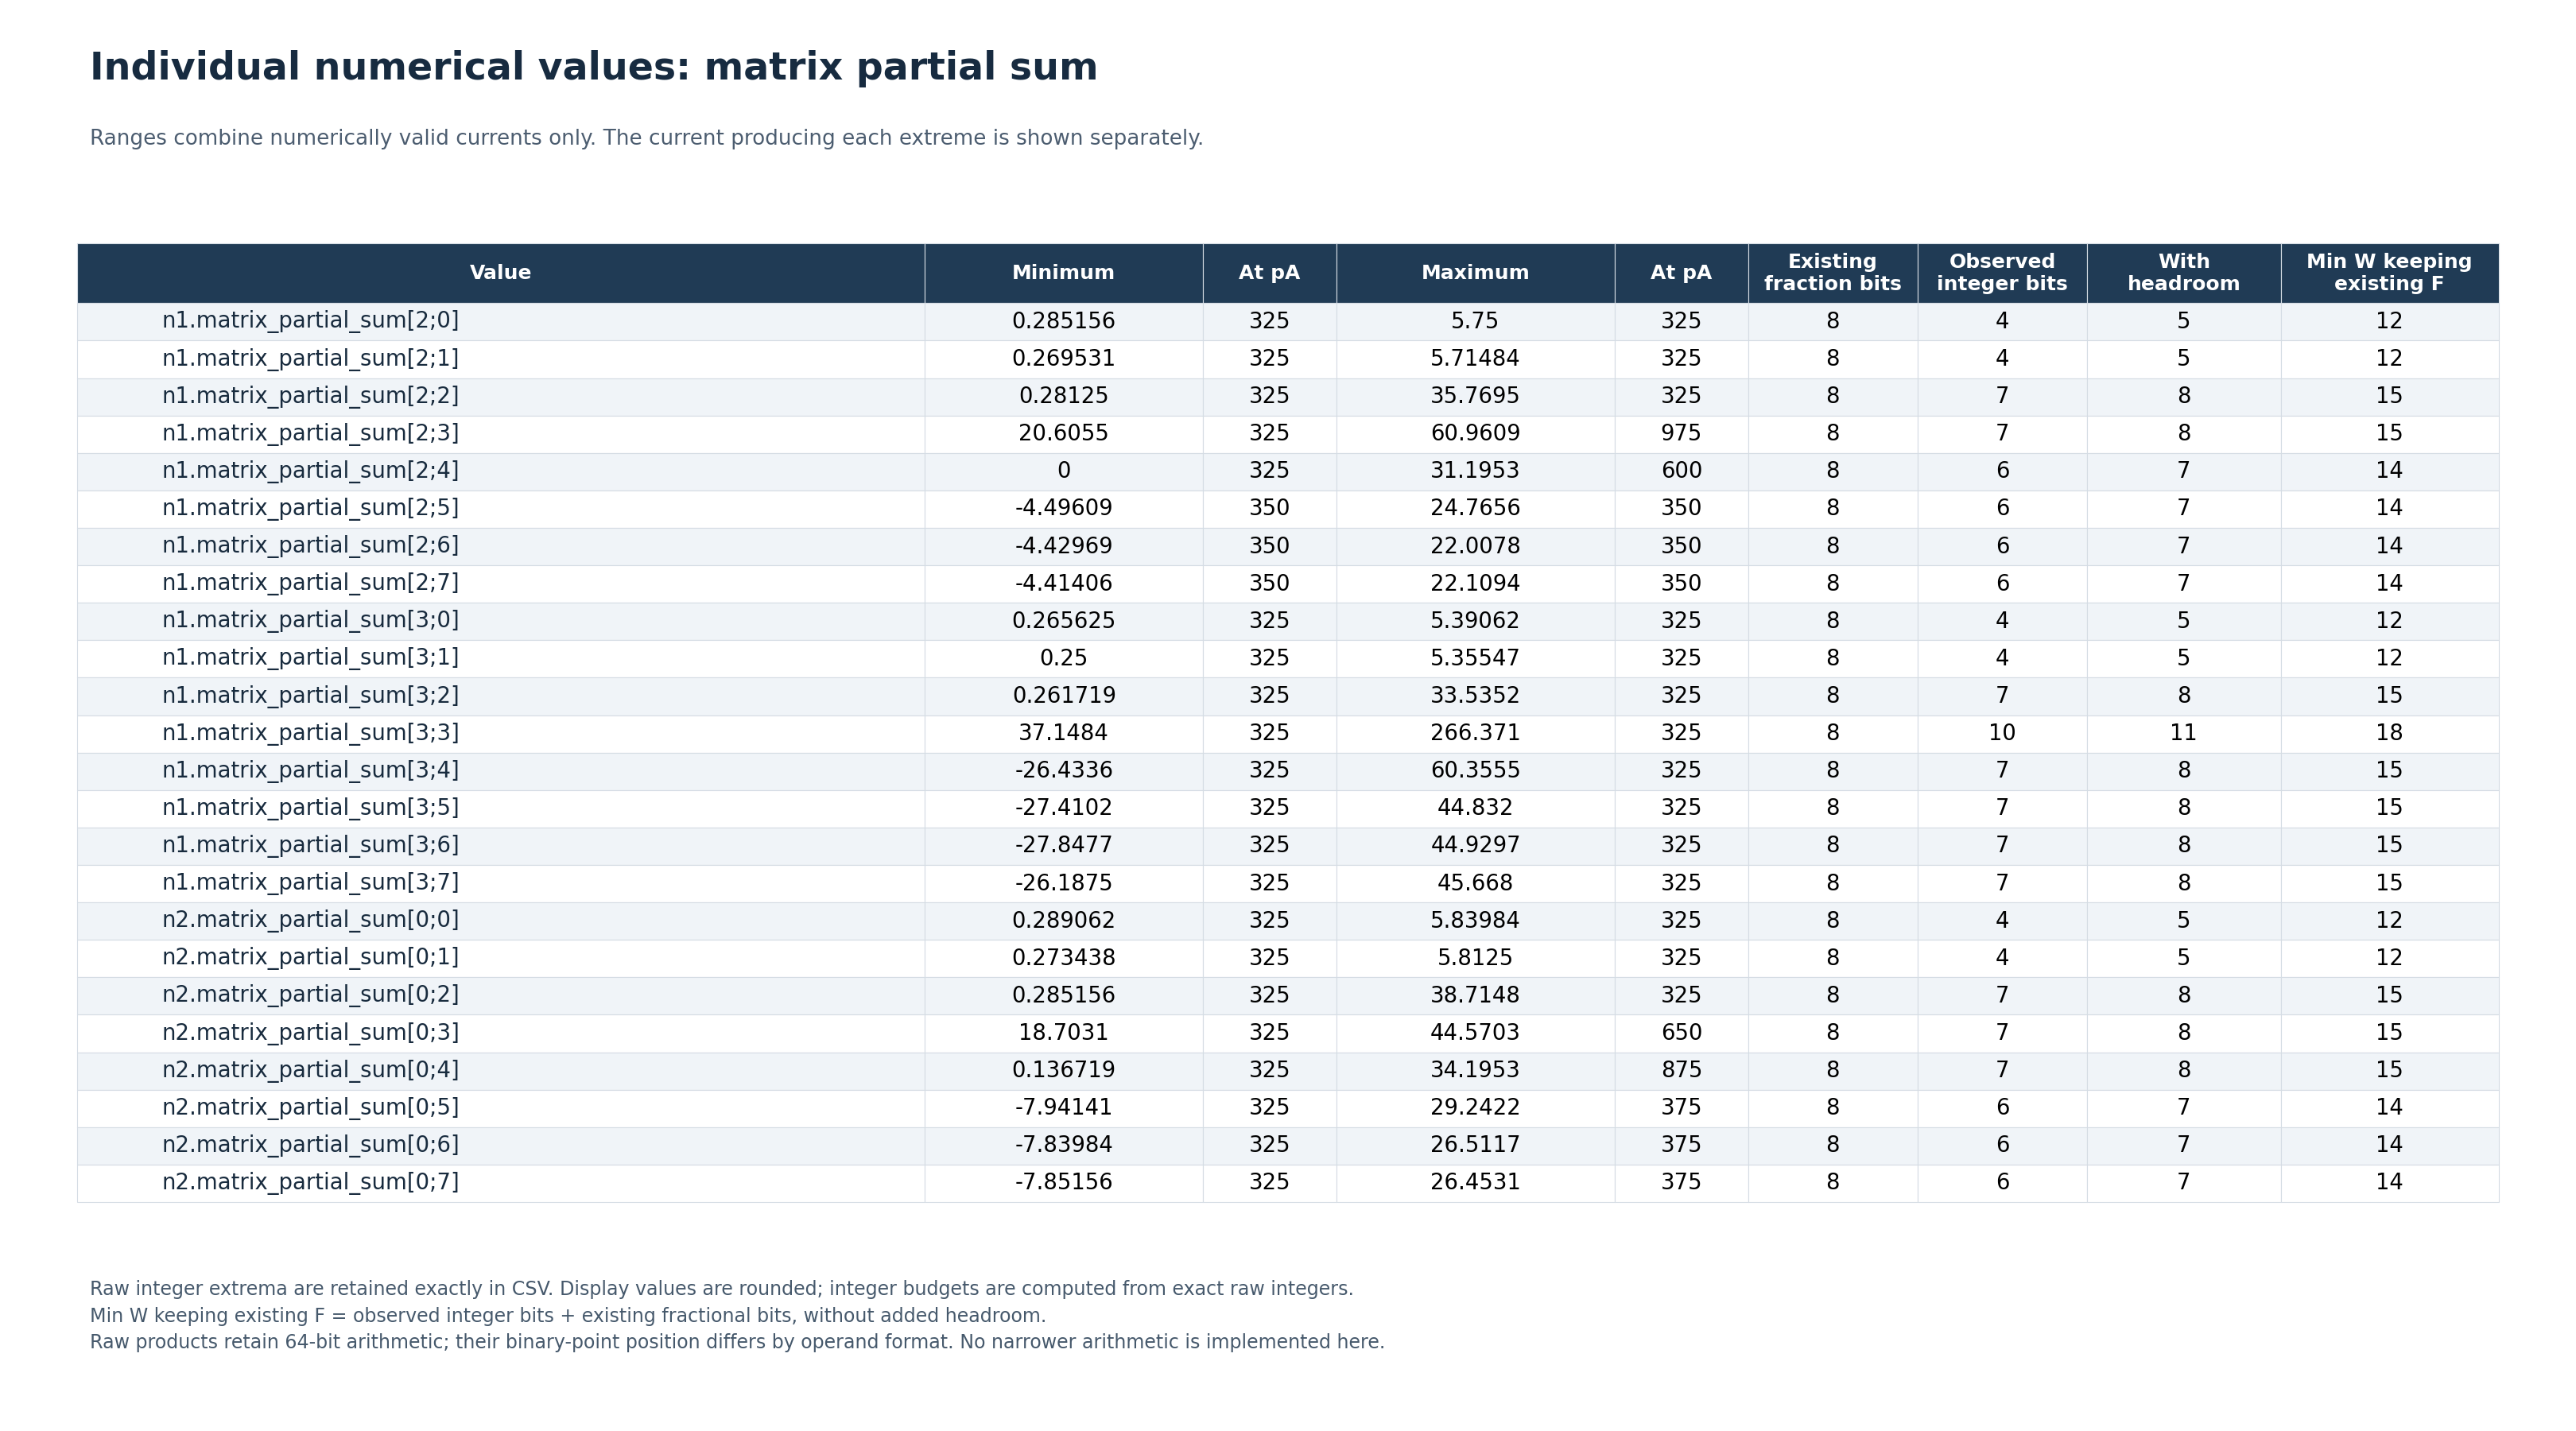 Individual numerical values: matrix partial sum
Ranges combine numerically valid currents only. The current producing each extreme is shown separately.
Value Minimum At pA Maximum At pA Existing fraction bits Observed integer bits With headroom Min W keeping existing F
n1.matrix_partial_sum[2;0] 0.285156 325 5.75 325 8 4 5 12
n1.matrix_partial_sum[2;1] 0.269531 325 5.71484 325 8 4 5 12
n1.matrix_partial_sum[2;2] 0.28125 325 35.7695 325 8 7 8 15
n1.matrix_partial_sum[2;3] 20.6055 325 60.9609 975 8 7 8 15
n1.matrix_partial_sum[2;4] 0 325 31.1953 600 8 6 7 14
n1.matrix_partial_sum[2;5] -4.49609 350 24.7656 350 8 6 7 14
n1.matrix_partial_sum[2;6] -4.42969 350 22.0078 350 8 6 7 14
n1.matrix_partial_sum[2;7] -4.41406 350 22.1094 350 8 6 7 14
n1.matrix_partial_sum[3;0] 0.265625 325 5.39062 325 8 4 5 12
n1.matrix_partial_sum[3;1] 0.25 325 5.35547 325 8 4 5 12
n1.matrix_partial_sum[3;2] 0.261719 325 33.5352 325 8 7 8 15
n1.matrix_partial_sum[3;3] 37.1484 325 266.371 325 8 10 11 18
n1.matrix_partial_sum[3;4] -26.4336 325 60.3555 325 8 7 8 15
n1.matrix_partial_sum[3;5] -27.4102 325 44.832 325 8 7 8 15
n1.matrix_partial_sum[3;6] -27.8477 325 44.9297 325 8 7 8 15
n1.matrix_partial_sum[3;7] -26.1875 325 45.668 325 8 7 8 15
n2.matrix_partial_sum[0;0] 0.289062 325 5.83984 325 8 4 5 12
n2.matrix_partial_sum[0;1] 0.273438 325 5.8125 325 8 4 5 12
n2.matrix_partial_sum[0;2] 0.285156 325 38.7148 325 8 7 8 15
n2.matrix_partial_sum[0;3] 18.7031 325 44.5703 650 8 7 8 15
n2.matrix_partial_sum[0;4] 0.136719 325 34.1953 875 8 7 8 15
n2.matrix_partial_sum[0;5] -7.94141 325 29.2422 375 8 6 7 14
n2.matrix_partial_sum[0;6] -7.83984 325 26.5117 375 8 6 7 14
n2.matrix_partial_sum[0;7] -7.85156 325 26.4531 375 8 6 7 14
Raw integer extrema are retained exactly in CSV. Display values are rounded; integer budgets are computed from exact raw integers.
Min W keeping existing F = observed integer bits + existing fractional bits, without added headroom.
Raw products retain 64-bit arithmetic; their binary-point position differs by operand format. No narrower arithmetic is implemented here.